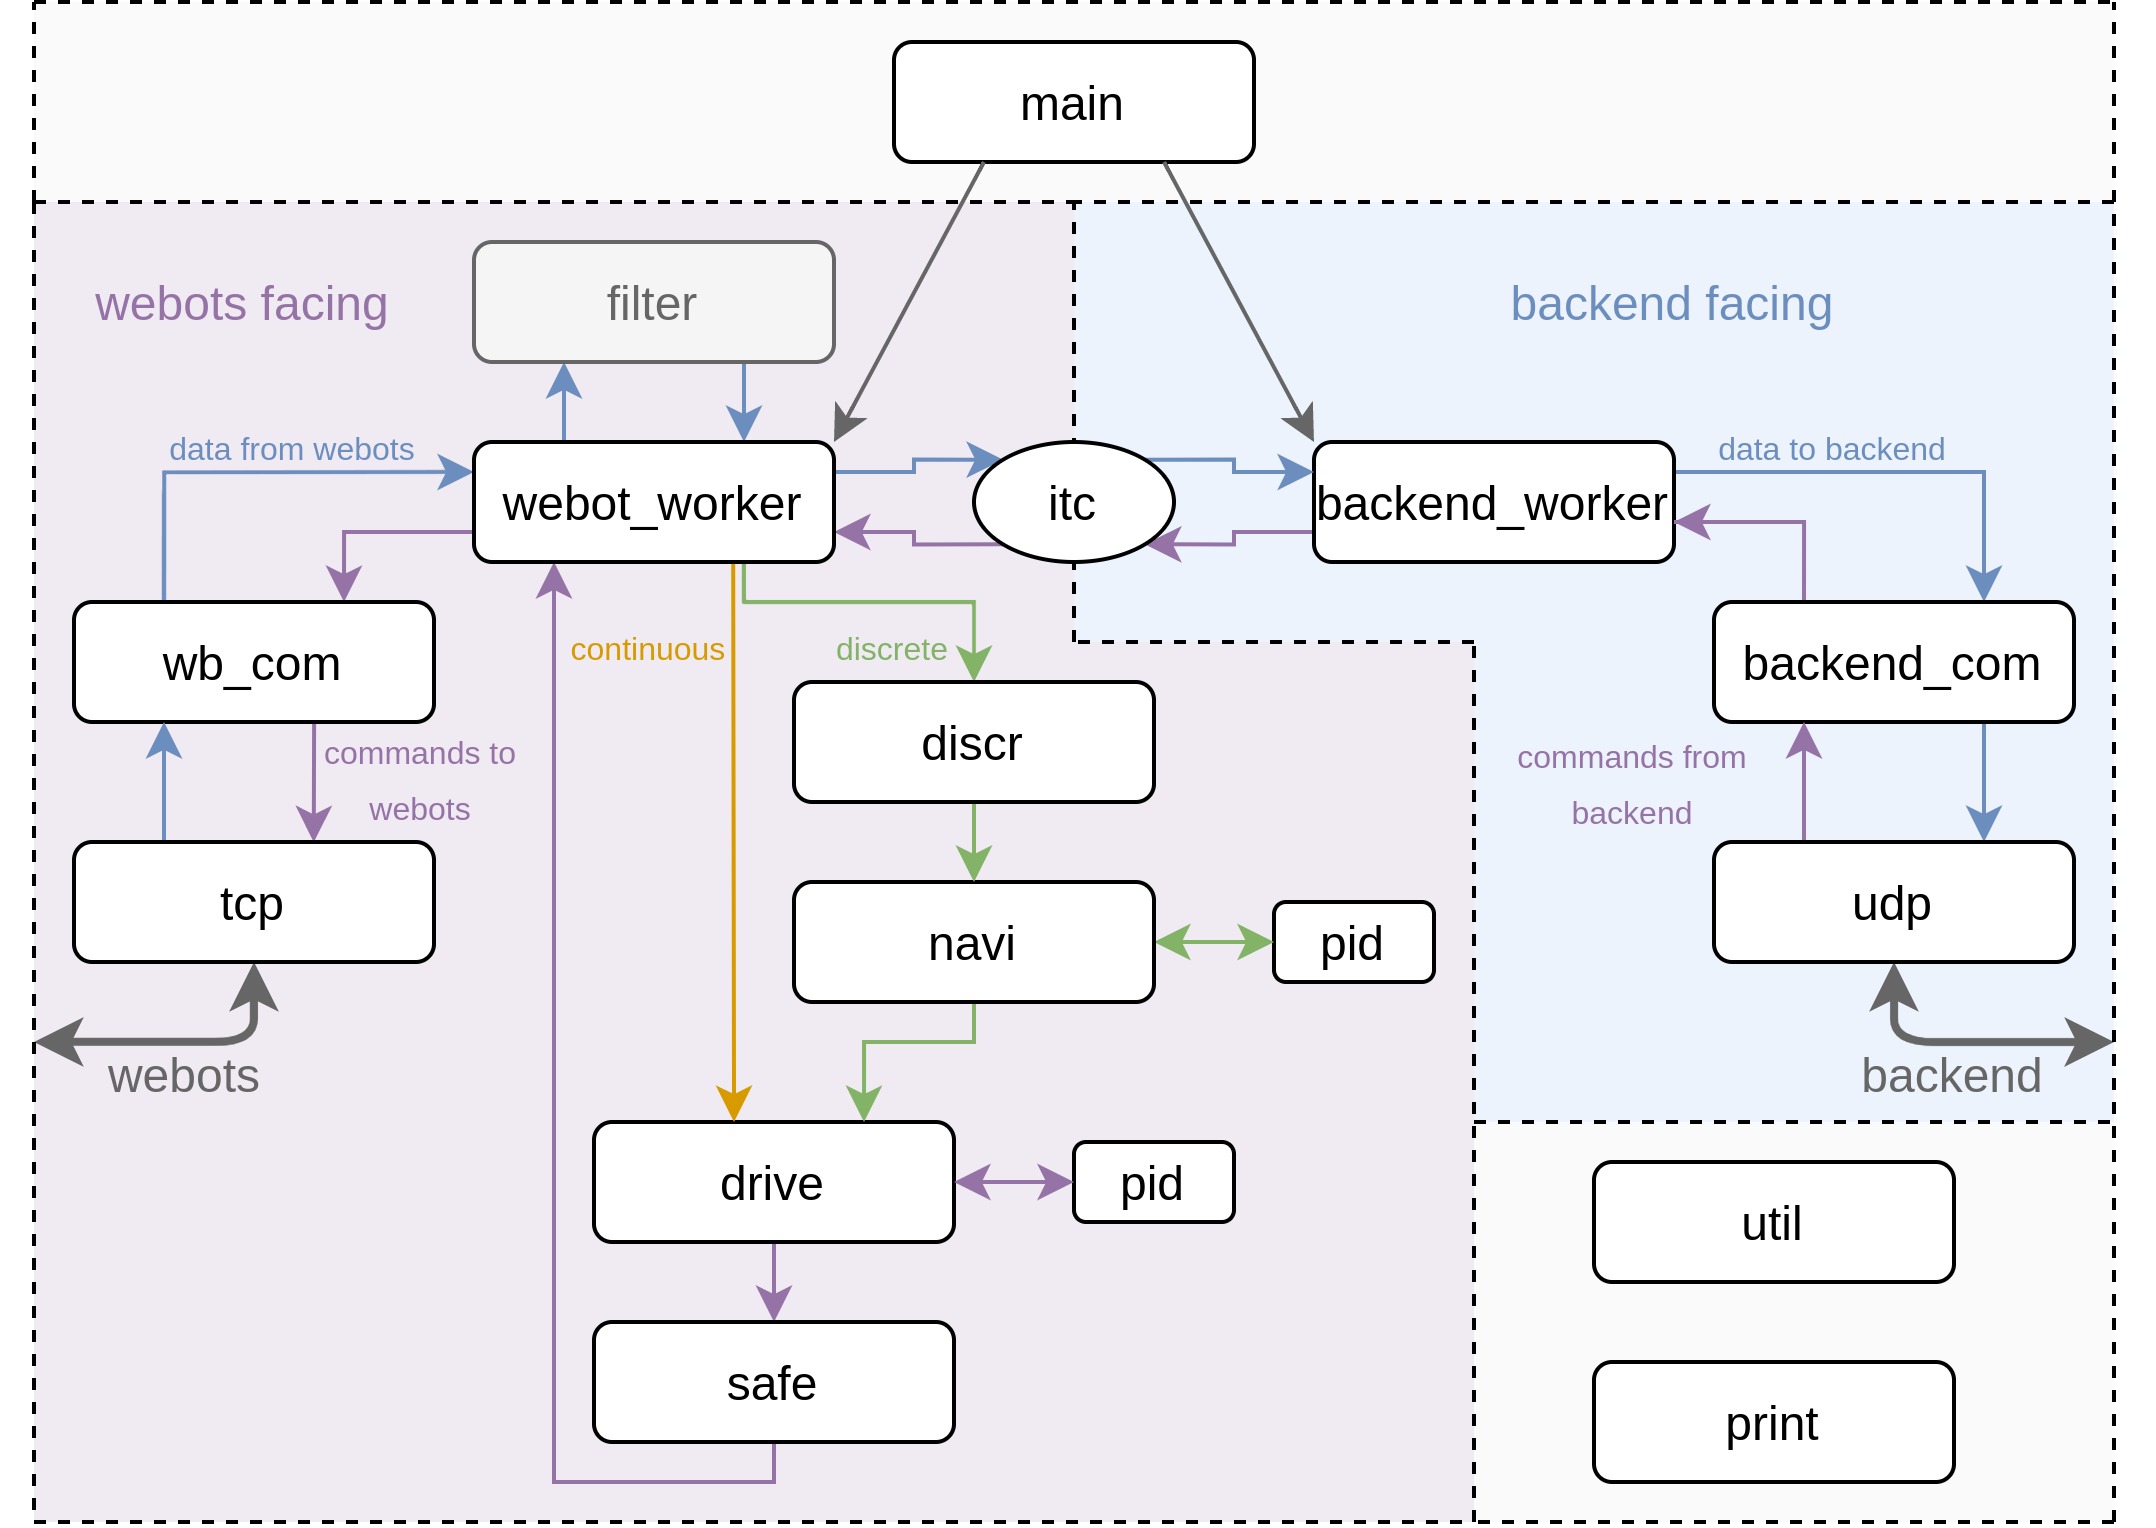 main
webots facing
filter
backend facing
data from webots
webot_worker
itc
backend_worker
data to backend
wb_com
continuous
discrete
backend_com
commands to
webots
discr
commands from
backend
tcp
navi
pid
udp
webots
backend
drive
pid
util
safe
print